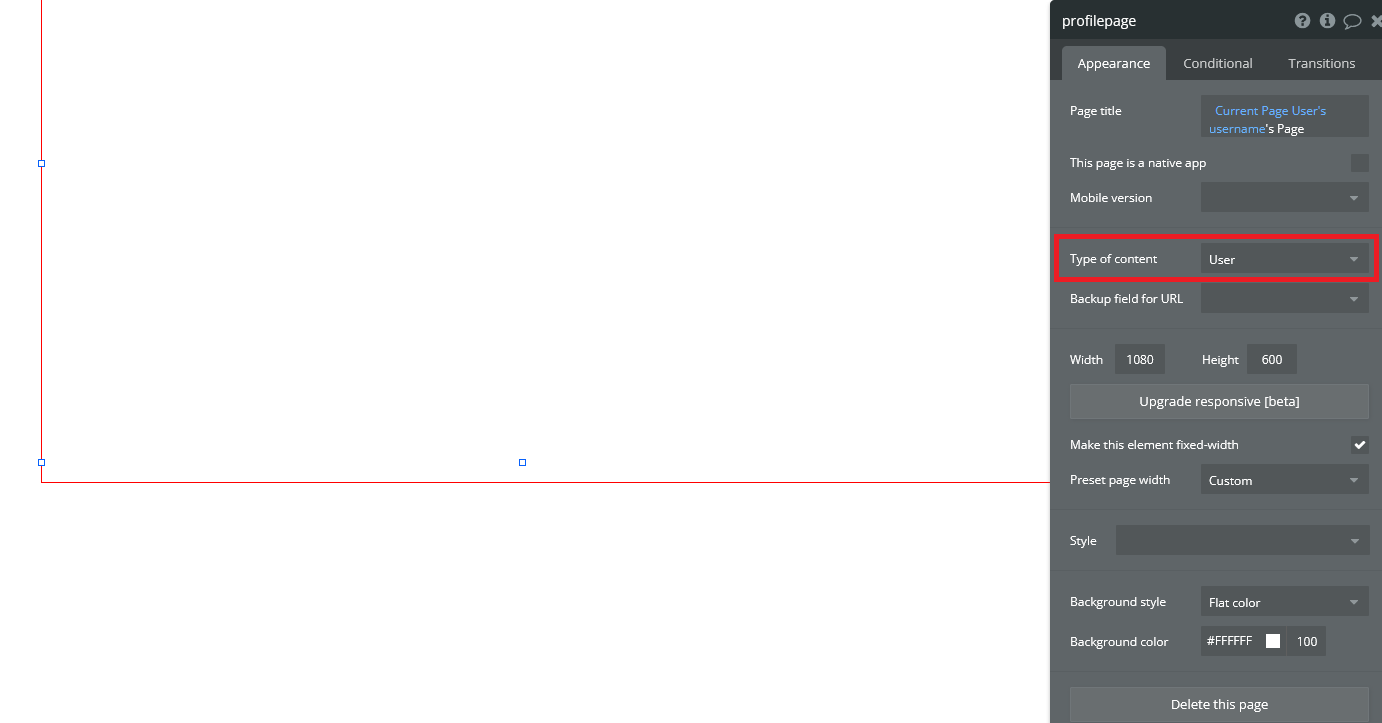 profilepage
Appearance Conditional Transitions
Page title
Current Page User's
username's Page
This page is a native app
Mobile version
Type of content User
Backup field for URL
Width 1080 Height 600
Upgrade responsive [beta]
Make this element fixed-width
Preset page width Custom
Style
Background style Flat color
Background color #FFFFFF 100
Delete this page